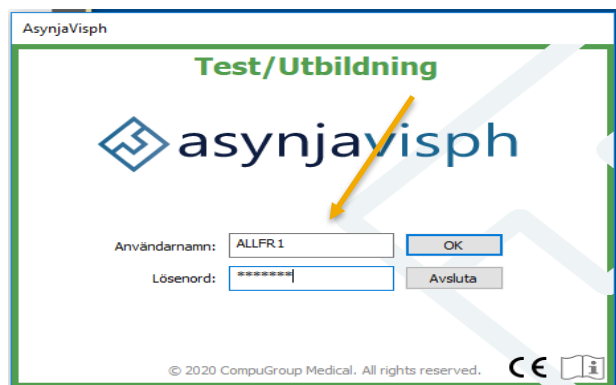 AsynjaVisph
Test/Utbildning
asynjavisph
Användarnamn: ALLFR1 OK
Lösenord: ******* Avsluta
© 2020 CompuGroup Medical. All rights reserved. CE i